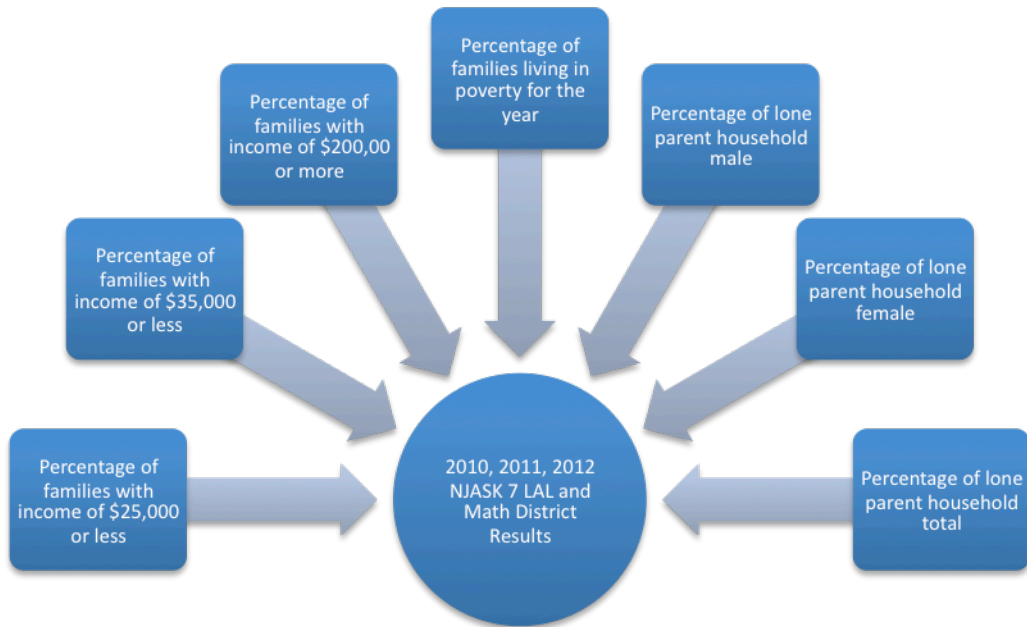 Percentage of
families with
income of $25,000
or less
Percentage of
families with
income of $35,000
or less
Percentage of
families with
income of $200,00
or more
Percentage of
families living in
poverty for the
year
Percentage of lone
parent household
male
Percentage of lone
parent household
female
Percentage of lone
parent household
total
2010, 2011, 2012
NJASK 7 LAL and
Math District
Results